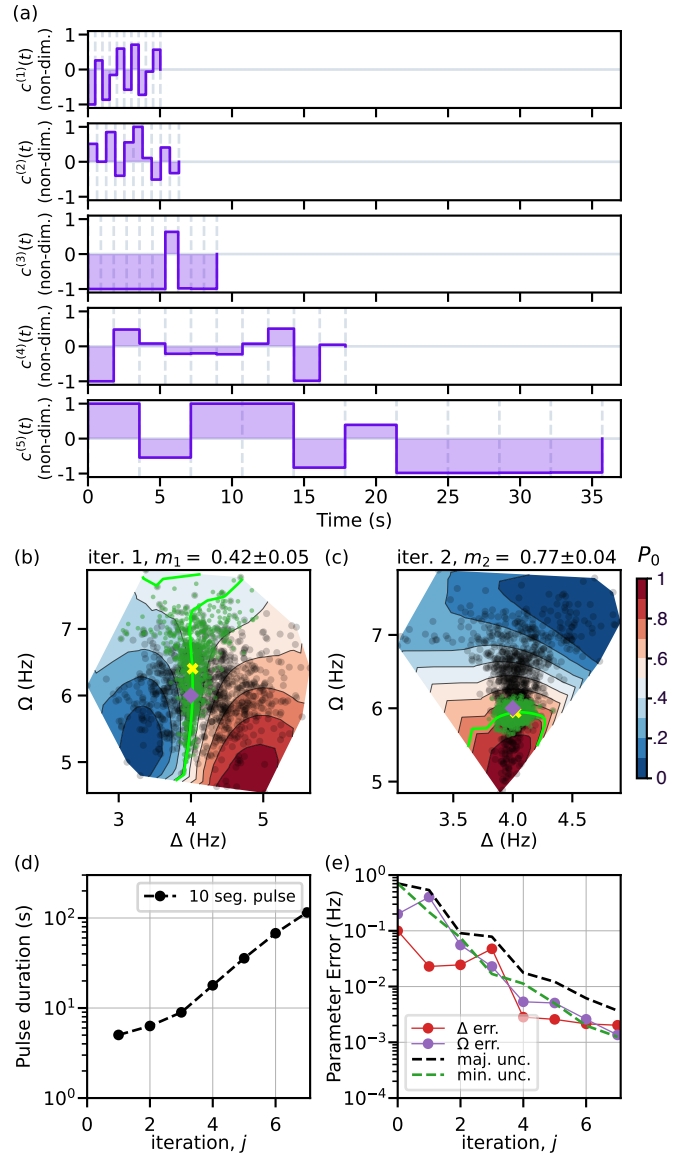 (a)
c⁽¹⁾(t)
(non-dim.)
1
0
-1
c⁽²⁾(t)
(non-dim.)
1
0
-1
c⁽³⁾(t)
(non-dim.)
1
0
-1
c⁽⁴⁾(t)
(non-dim.)
1
0
-1
c⁽⁵⁾(t)
(non-dim.)
1
0
-1
0 5 10 15 20 25 30 35
Time (s)
(b)
iter. 1, m₁ = 0.42±0.05
Ω (Hz)
7
6
5
3 4 5
Δ (Hz)
(c)
iter. 2, m₂ = 0.77±0.04
Ω (Hz)
7
6
5
3.5 4.0 4.5
Δ (Hz)
P₀
1
.8
.6
.4
.2
0
(d)
Pulse duration (s)
10²
10¹
10⁰
10 seg. pulse
0 2 4 6
iteration, j
(e)
Parameter Error (Hz)
10⁰
10⁻¹
10⁻²
10⁻³
10⁻⁴
Δ err.
Ω err.
maj. unc.
min. unc.
0 2 4 6
iteration, j